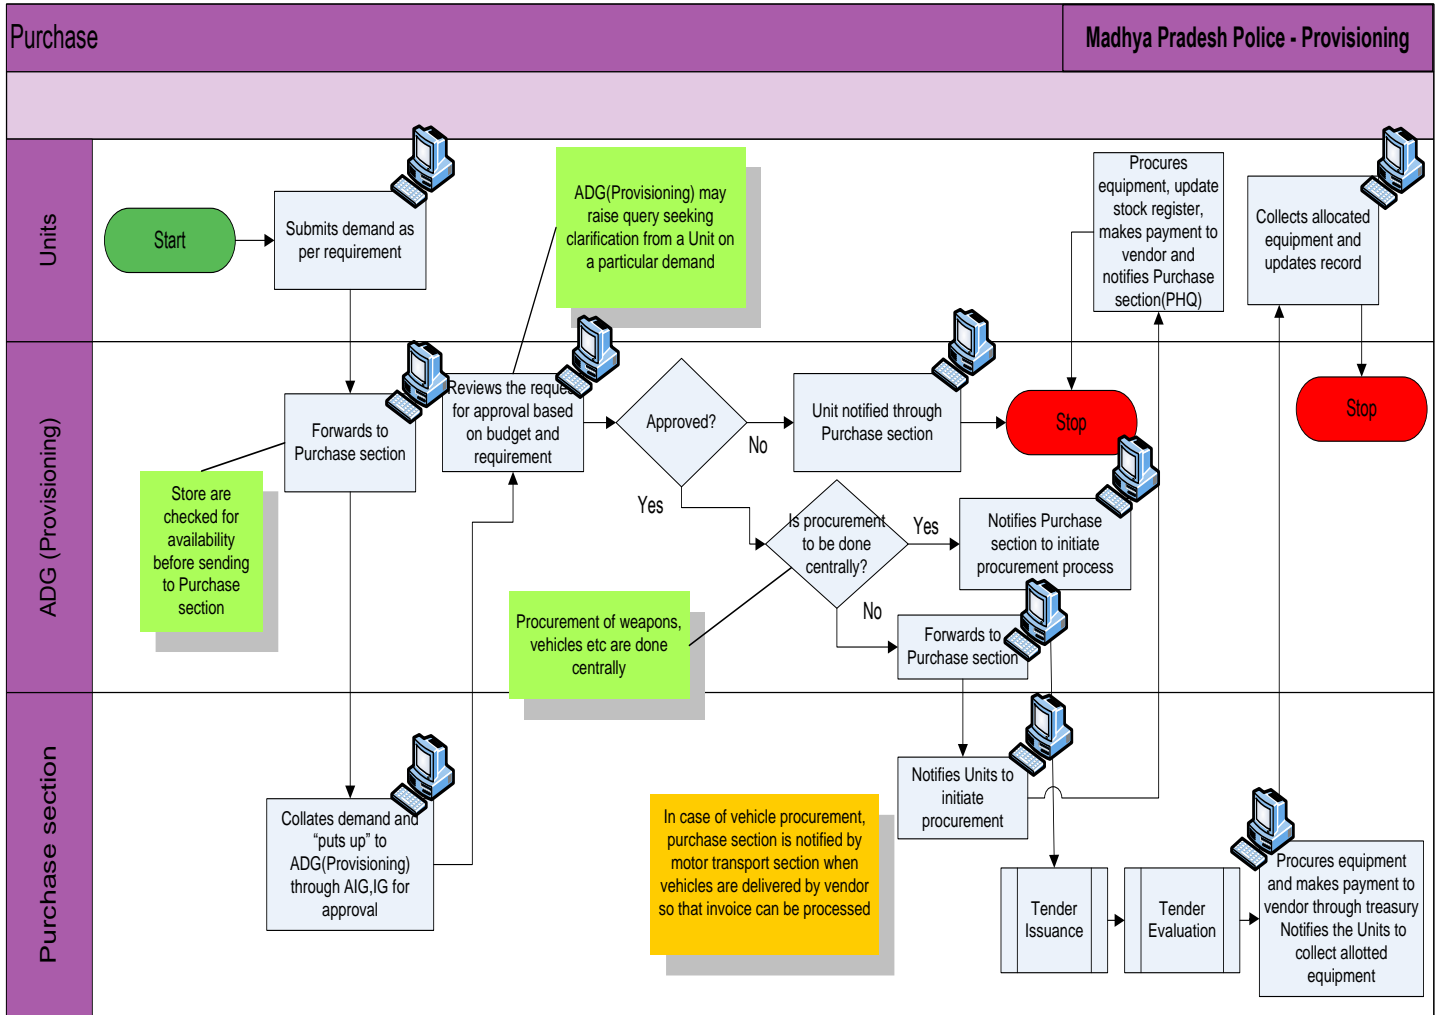 Purchase
Madhya Pradesh Police - Provisioning
Units
Start
Submits demand as
per requirement
ADG(Provisioning) may
raise query seeking
clarification from a Unit on
a particular demand
Procures
equipment, update
stock register,
makes payment to
vendor and
notifies Purchase
section(PHQ)
Collects allocated
equipment and
updates record
ADG (Provisioning)
Forwards to
Purchase section
Store are
checked for
availability
before sending
to Purchase
section
Reviews the reque
for approval based
on budget and
requirement
Approved?
No
Yes
Unit notified through
Purchase section
Stop
Stop
Is procurement
to be done
centrally?
Yes
No
Notifies Purchase
section to initiate
procurement process
Procurement of weapons,
vehicles etc are done
centrally
Forwards to
Purchase section
Purchase section
Collates demand and
“puts up” to
ADG(Provisioning)
through AIG,IG for
approval
Notifies Units to
initiate
procurement
In case of vehicle procurement,
purchase section is notified by
motor transport section when
vehicles are delivered by vendor
so that invoice can be processed
Tender
Issuance
Tender
Evaluation
Procures equipment
and makes payment to
vendor through treasury
Notifies the Units to
collect allotted
equipment